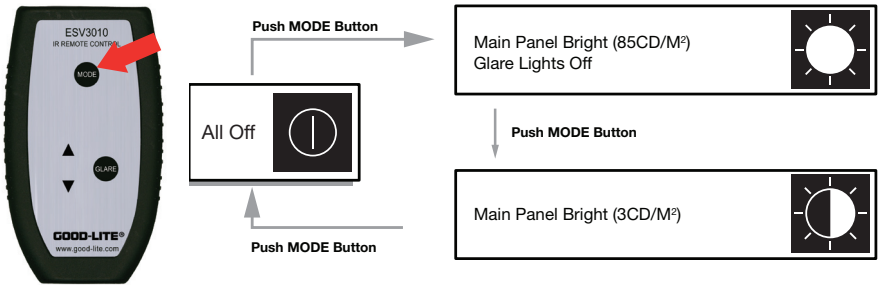 ESV3010
IR REMOTE CONTROL
MODE
GLARE
GOOD-LITE®
www.good-lite.com
Push MODE Button
All Off
Main Panel Bright (85CD/M²)
Glare Lights Off
Push MODE Button
Main Panel Bright (3CD/M²)
Push MODE Button